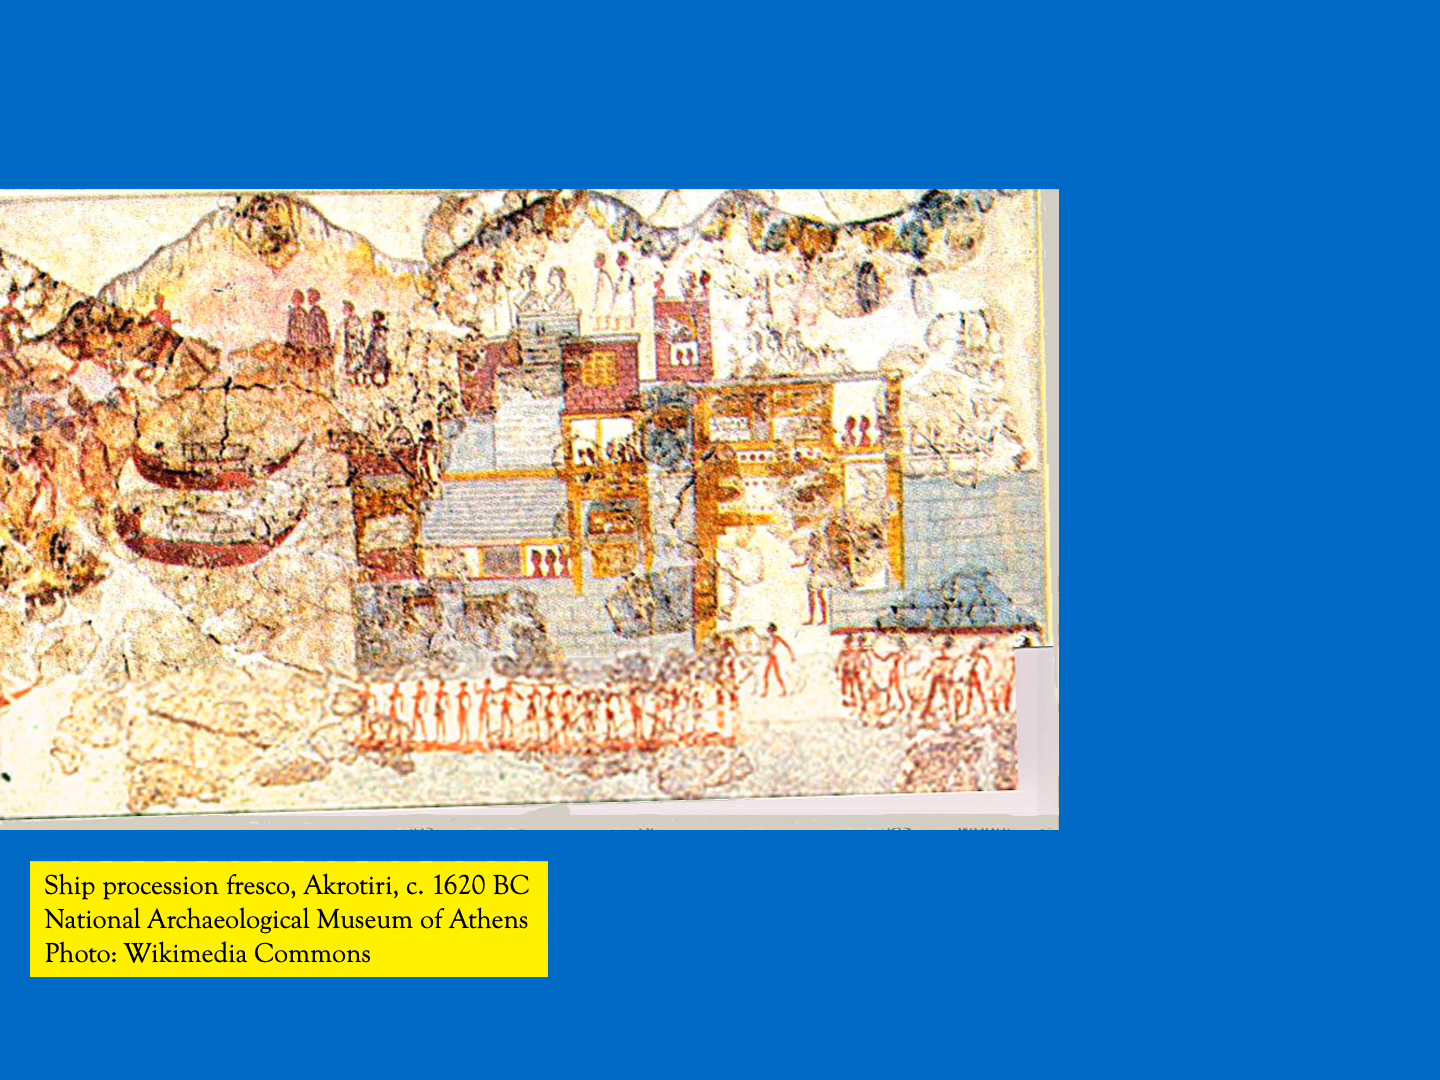 Ship procession fresco, Akrotiri, c. 1620 BC
National Archaeological Museum of Athens
Photo: Wikimedia Commons